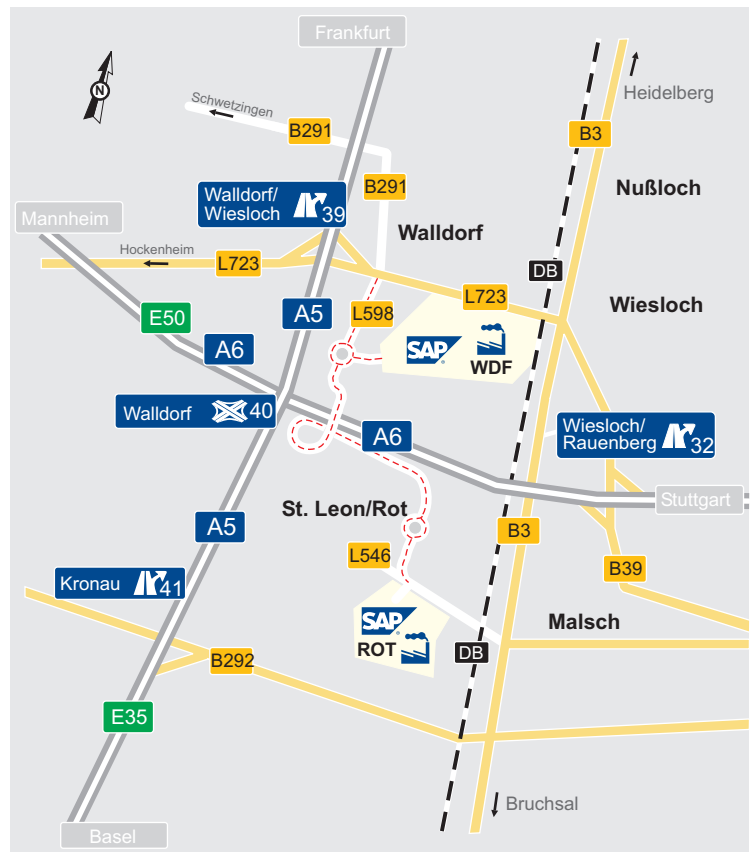 Frankfurt
N
Schwetzingen
Heidelberg
B291
B3
B291
Nußloch
Walldorf/
Wiesloch 39
Mannheim
Walldorf
Hockenheim
L723
DB
L723
Wiesloch
E50
A5
L598
A6
SAP
WDF
Walldorf 40
A6
Wiesloch/
Rauenberg 32
Stuttgart
St. Leon/Rot
A5
B3
L546
B39
Kronau 41
SAP
Malsch
ROT
DB
B292
E35
Bruchsal
Basel